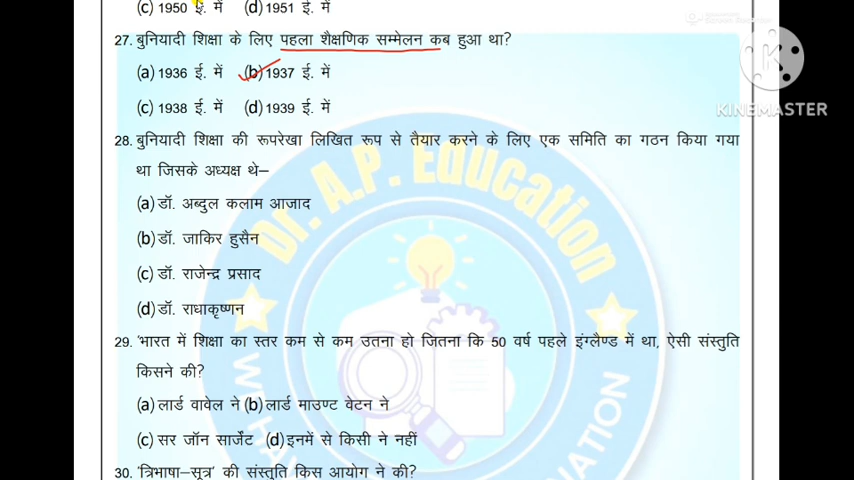 (c) 1950 ई. में (d) 1951 ई. में
27. बुनियादी शिक्षा के लिए पहला शैक्षणिक सम्मेलन कब हुआ था?
(a) 1936 ई. में (b) 1937 ई. में
KINEMASTER
(c) 1938 ई. में (d) 1939 ई. में
28. बुनियादी शिक्षा की रूपरेखा लिखित रूप से तैयार करने के लिए एक समिति का गठन किया गया
था जिसके अध्यक्ष थे–
Dr. A.P. Education
(a) डॉ. अब्दुल कलाम आजाद
(b) डॉ. जाकिर हुसैन
(c) डॉ. राजेन्द्र प्रसाद
(d) डॉ. राधाकृष्णन
29. 'भारत में शिक्षा का स्तर कम से कम उतना हो जितना कि 50 वर्ष पहले इंग्लैण्ड में था, ऐसी संस्तुति
किसने की?
(a) लार्ड वावेल ने (b) लार्ड माउण्ट वेटन ने
(c) सर जॉन सार्जेंट (d) इनमें से किसी ने नहीं
30. 'त्रिभाषा–सूत्र' की संस्तुति किस आयोग ने की?